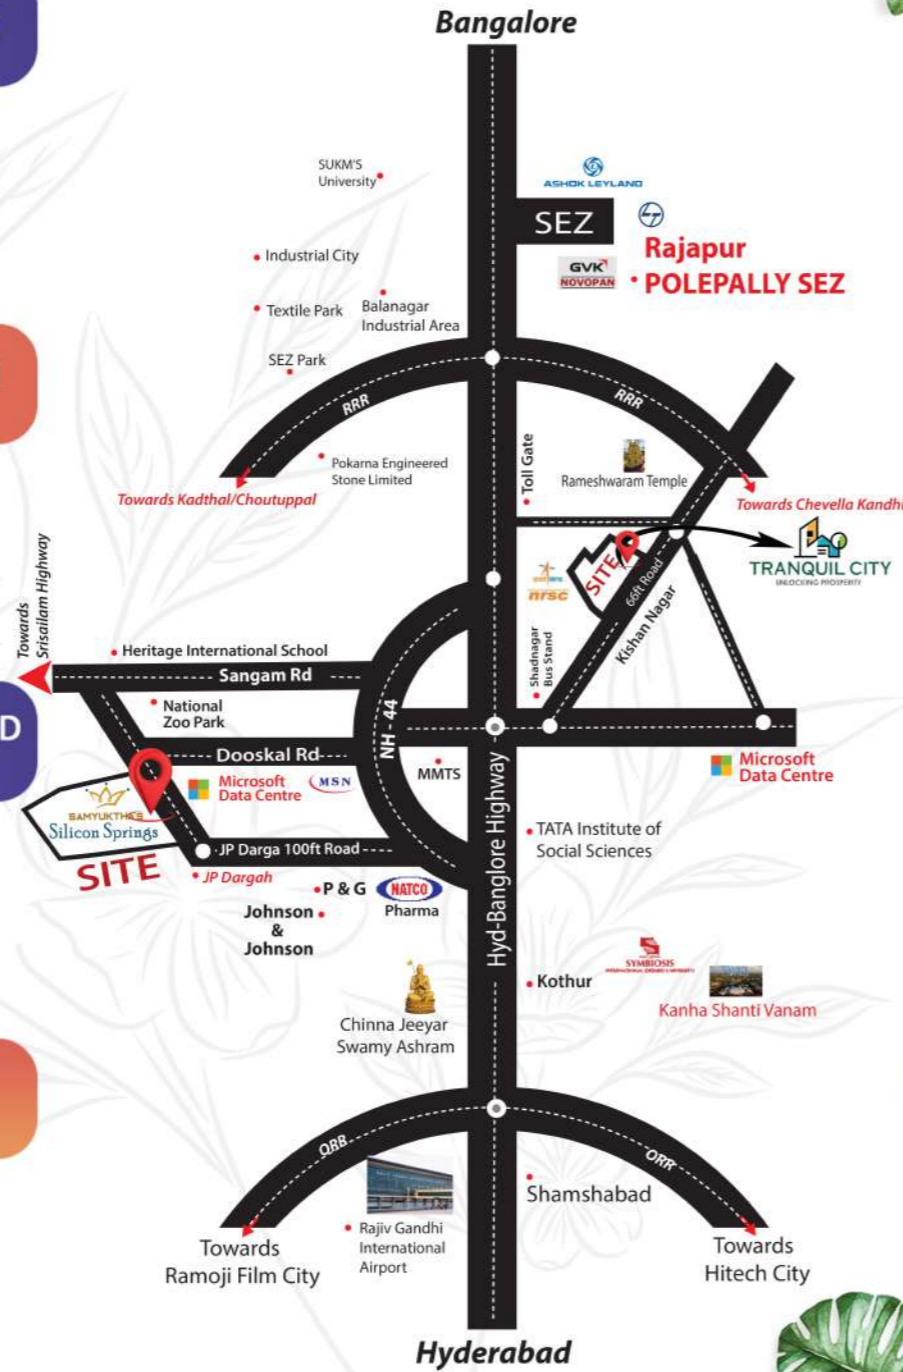 Bangalore
SUKM'S
University
ASHOK LEYLAND
SEZ
Industrial City
Rajapur
GVK
NOVOPAN
POLEPALLY SEZ
Textile Park
Balanagar
Industrial Area
SEZ Park
RRR
RRR
Toll Gate
Pokarna Engineered
Stone Limited
Rameshwaram Temple
Towards Kadthal/Choutuppal
Towards Chevella Kandhi
TRANQUIL CITY
UNLOCKING PROSPERITY
SITE
66ft Road
Kishan Nagar
nrsc
Towards
Srisailam Highway
Heritage International School
Sangam Rd
Shadnagar
Bus Stand
National
Zoo Park
NH - 44
D
Dooskal Rd
MMTS
Microsoft
Data Centre
Microsoft
Data Centre
MSN
SAMYUKTHA'S
Silicon Springs
SITE
Hyd-Banglore Highway
TATA Institute of
Social Sciences
JP Darga 100ft Road
JP Dargah
P & G
NATCO
Pharma
Johnson
&
Johnson
SYMBIOSIS
Kothur
Kanha Shanti Vanam
Chinna Jeeyar
Swamy Ashram
ORR
ORR
Shamshabad
Rajiv Gandhi
International
Airport
Towards
Ramoji Film City
Towards
Hitech City
Hyderabad